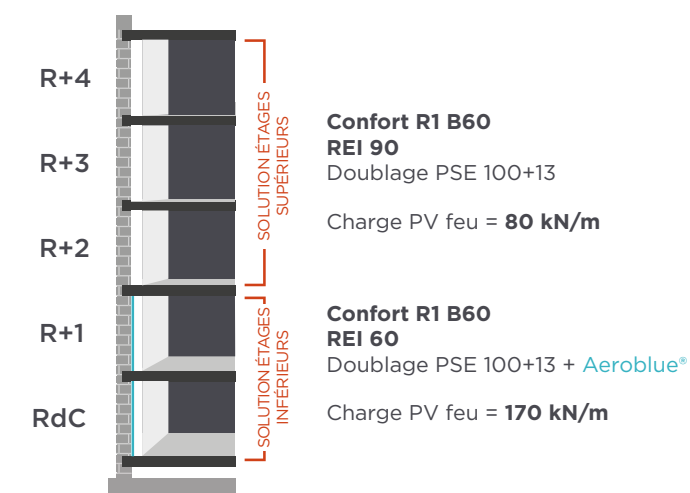 R+4
R+3
R+2
R+1
RdC
SOLUTION ÉTAGES
SUPÉRIEURS
Confort R1 B60
REI 90
Doublage PSE 100+13
Charge PV feu = 80 kN/m
SOLUTION ÉTAGES
INFÉRIEURS
Confort R1 B60
REI 60
Doublage PSE 100+13 + Aeroblue®
Charge PV feu = 170 kN/m